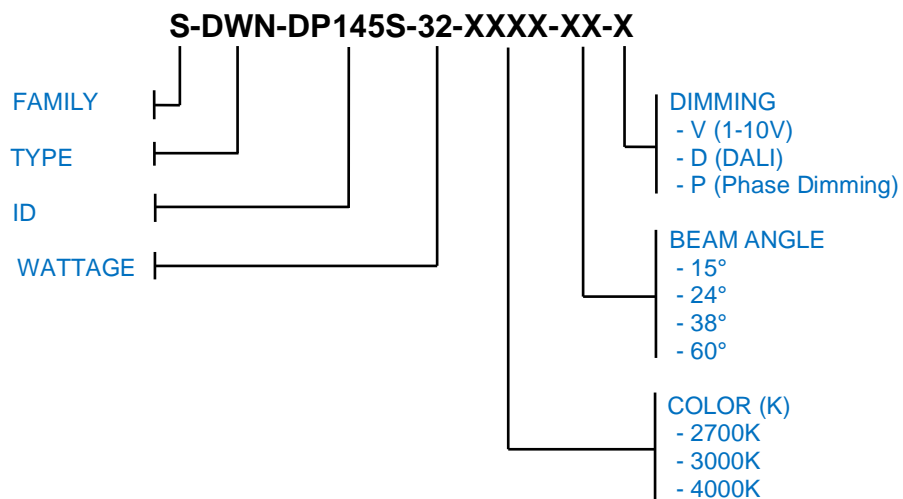 S-DWN-DP145S-32-XXXX-XX-X
FAMILY
TYPE
ID
WATTAGE
DIMMING
- V (1-10V)
- D (DALI)
- P (Phase Dimming)
BEAM ANGLE
- 15°
- 24°
- 38°
- 60°
COLOR (K)
- 2700K
- 3000K
- 4000K